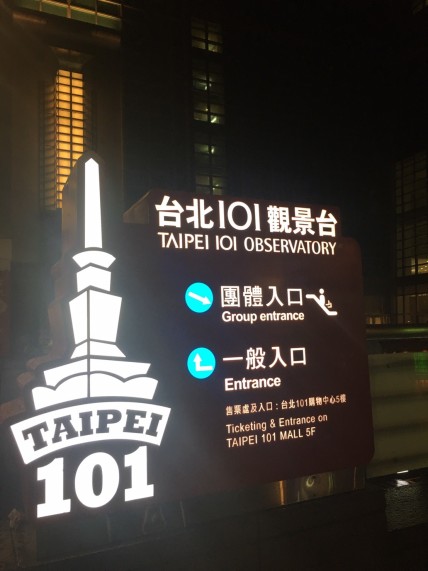 台北101觀景台
TAIPEI 101 OBSERVATORY
團體入口
Group entrance
一般入口
Entrance
售票處及入口：台北101購物中心5樓
Ticketing & Entrance on
TAIPEI 101 MALL 5F
TAIPEI
101